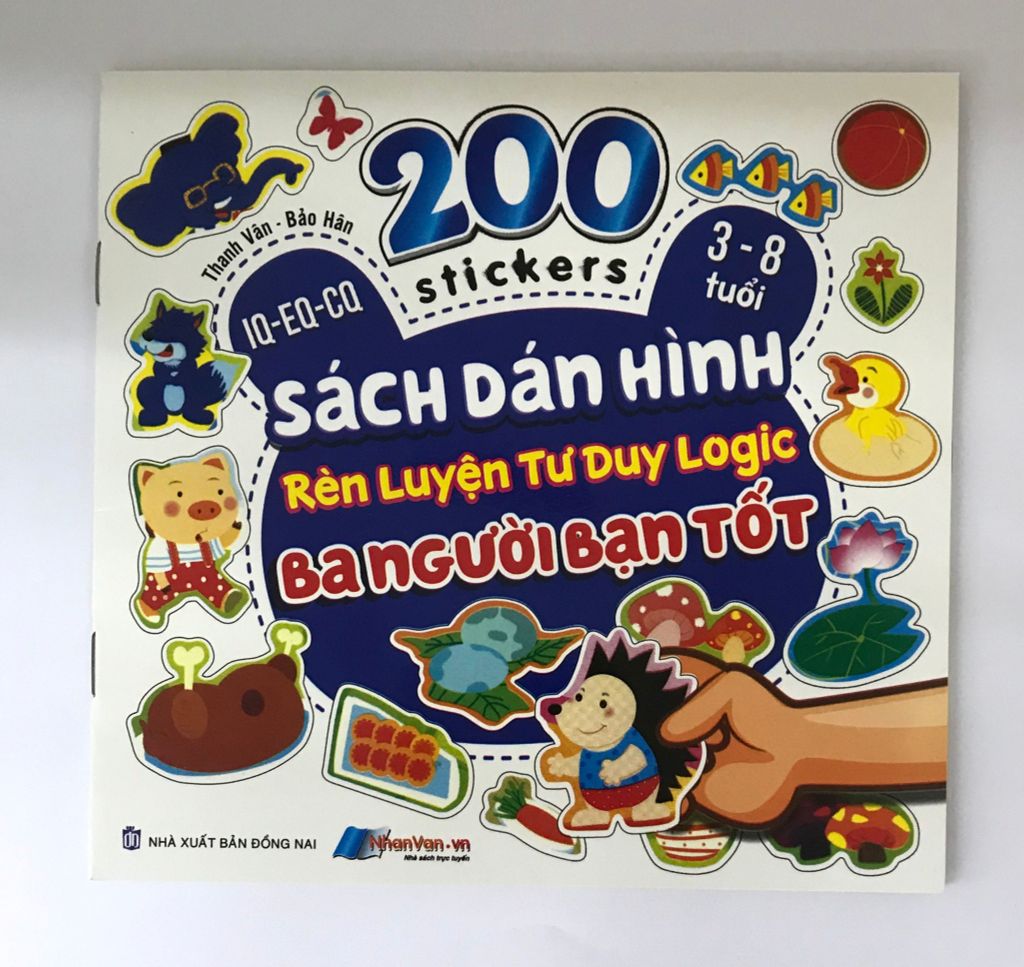 200
stickers
Thanh Vân - Bảo Hân
3 - 8
tuổi
IQ-EQ-CQ
SÁCH DÁN HÌNH
Rèn Luyện Tư Duy Logic
BA NGƯỜI BẠN TỐT
NHÀ XUẤT BẢN ĐỒNG NAI
NhanVan.vn
Nhà sách trực tuyến